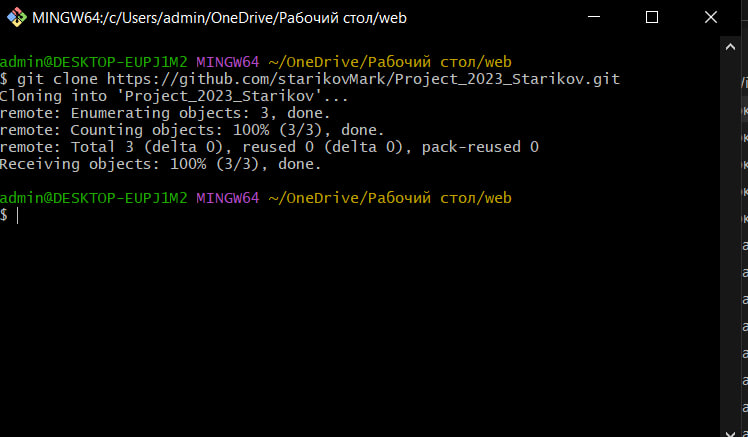 MINGW64:/c/Users/admin/OneDrive/Рабочий стол/web
admin@DESKTOP-EUPJ1M2 MINGW64 ~/OneDrive/Рабочий стол/web
$ git clone https://github.com/starikovMark/Project_2023_Starikov.git
Cloning into 'Project_2023_Starikov'...
remote: Enumerating objects: 3, done.
remote: Counting objects: 100% (3/3), done.
remote: Total 3 (delta 0), reused 0 (delta 0), pack-reused 0
Receiving objects: 100% (3/3), done.
admin@DESKTOP-EUPJ1M2 MINGW64 ~/OneDrive/Рабочий стол/web
$